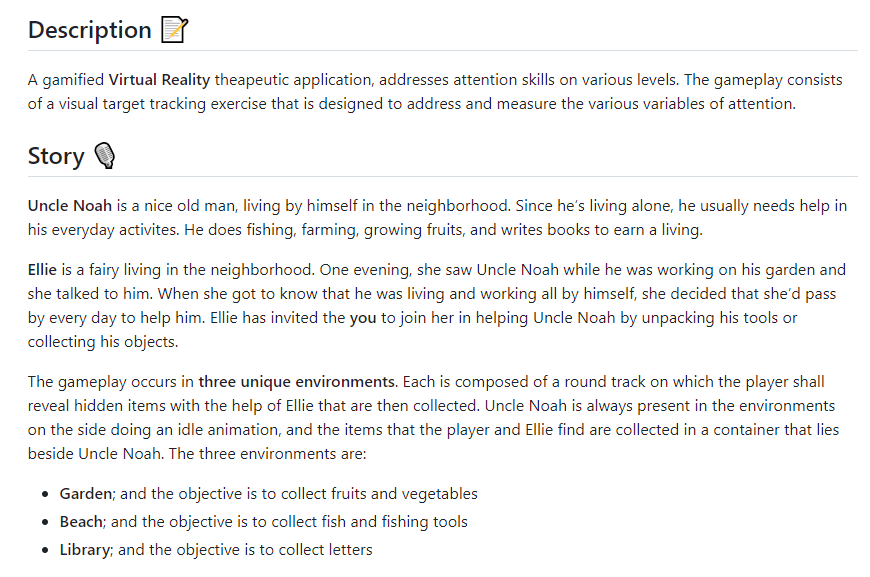 Description 📝
A gamified Virtual Reality theapeutic application, addresses attention skills on various levels. The gameplay consists
of a visual target tracking exercise that is designed to address and measure the various variables of attention.
Story 🎙
Uncle Noah is a nice old man, living by himself in the neighborhood. Since he's living alone, he usually needs help in
his everyday activites. He does fishing, farming, growing fruits, and writes books to earn a living.
Ellie is a fairy living in the neighborhood. One evening, she saw Uncle Noah while he was working on his garden and
she talked to him. When she got to know that he was living and working all by himself, she decided that she'd pass
by every day to help him. Ellie has invited the you to join her in helping Uncle Noah by unpacking his tools or
collecting his objects.
The gameplay occurs in three unique environments. Each is composed of a round track on which the player shall
reveal hidden items with the help of Ellie that are then collected. Uncle Noah is always present in the environments
on the side doing an idle animation, and the items that the player and Ellie find are collected in a container that lies
beside Uncle Noah. The three environments are:
• Garden; and the objective is to collect fruits and vegetables
• Beach; and the objective is to collect fish and fishing tools
• Library; and the objective is to collect letters